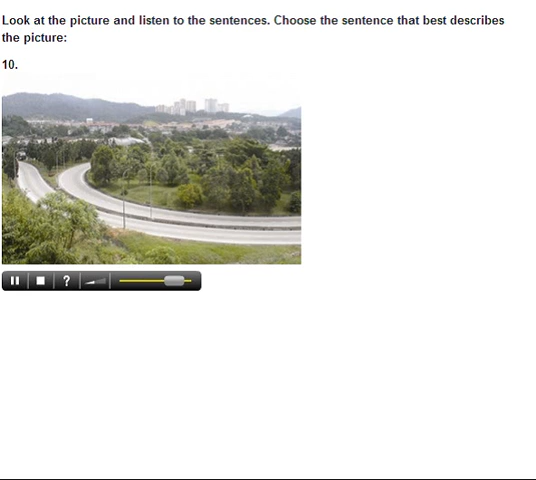 Look at the picture and listen to the sentences. Choose the sentence that best describes
the picture:
10.
?